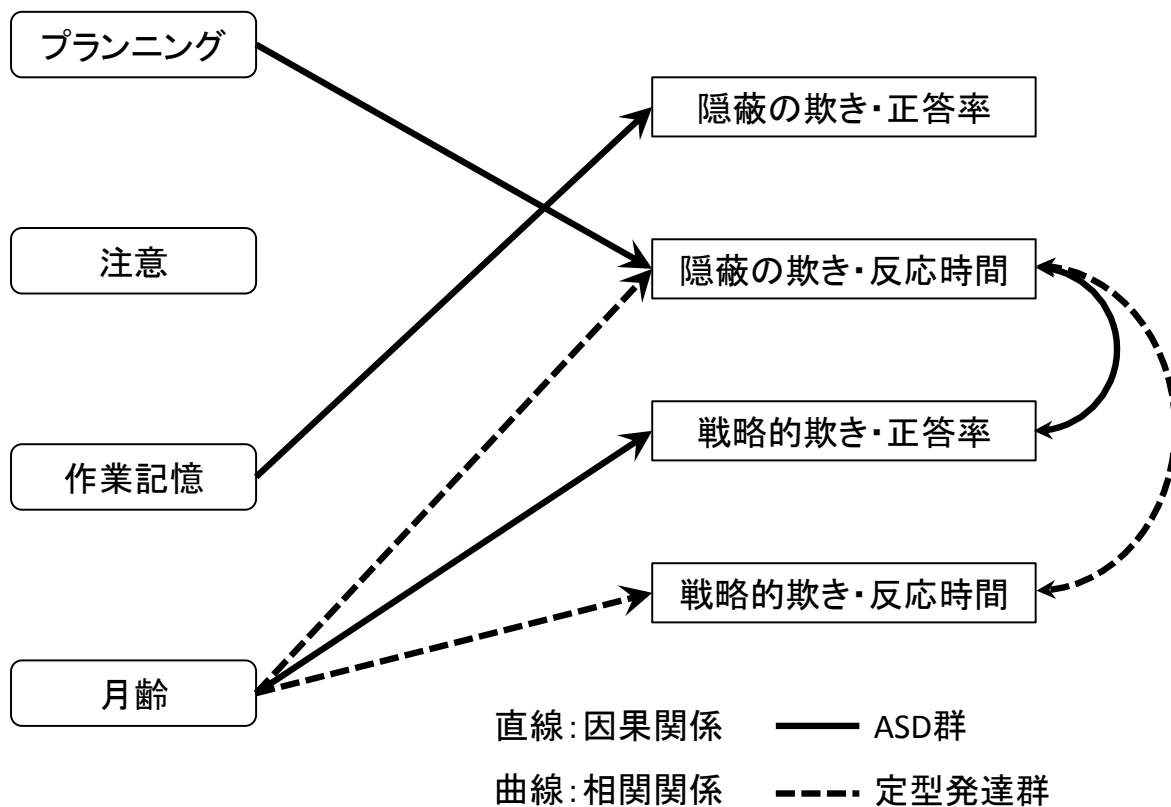 プランニング
注意
作業記憶
月齢
隠蔽の欺き・正答率
隠蔽の欺き・反応時間
戦略的欺き・正答率
戦略的欺き・反応時間
直線：因果関係 ASD群
曲線：相関関係 定型発達群